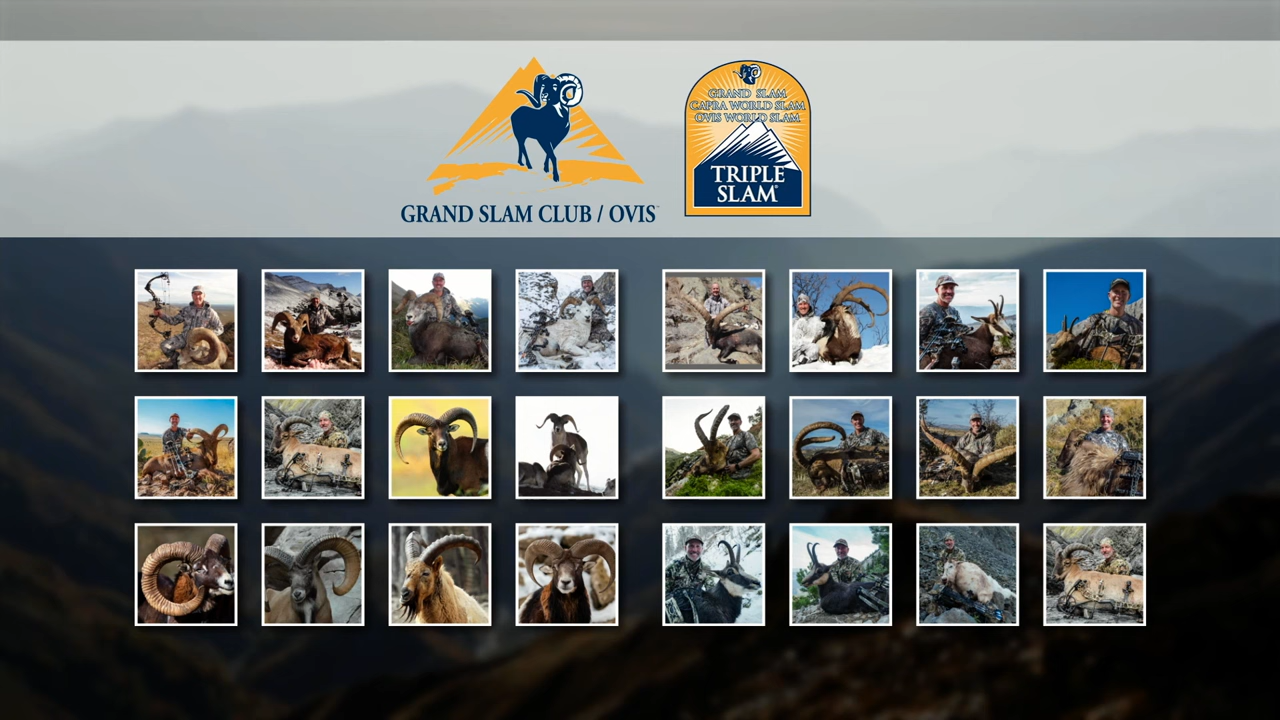 GRAND SLAM CLUB / OVIS
GRAND SLAM
CAPRA WORLD SLAM
OVIS WORLD SLAM
TRIPLE
SLAM®